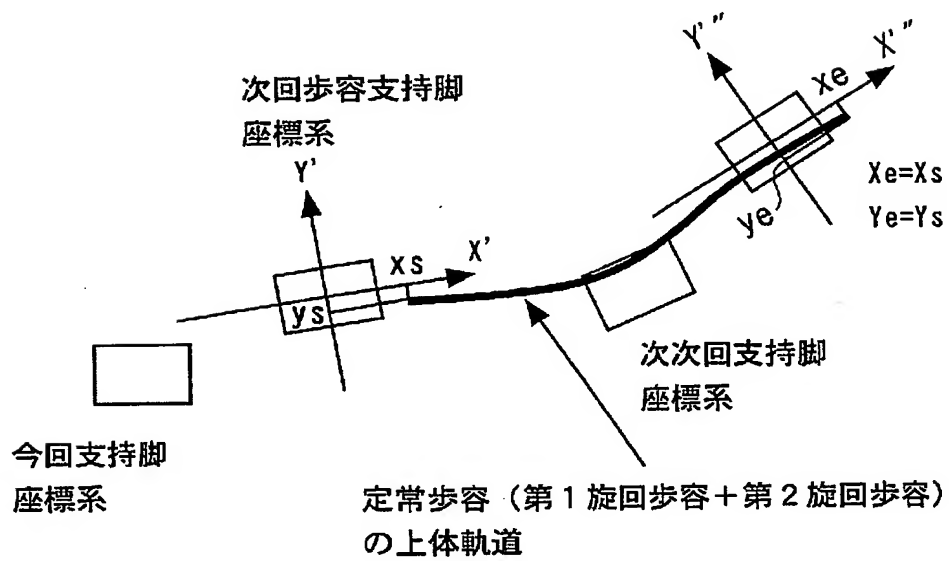 次回歩容支持脚
座標系
Y'
X'
xs
ys
Y'"
X'"
xe
ye
Xe=Xs
Ye=Ys
次次回支持脚
座標系
今回支持脚
座標系
定常歩容（第1旋回歩容＋第2旋回歩容）
の上体軌道